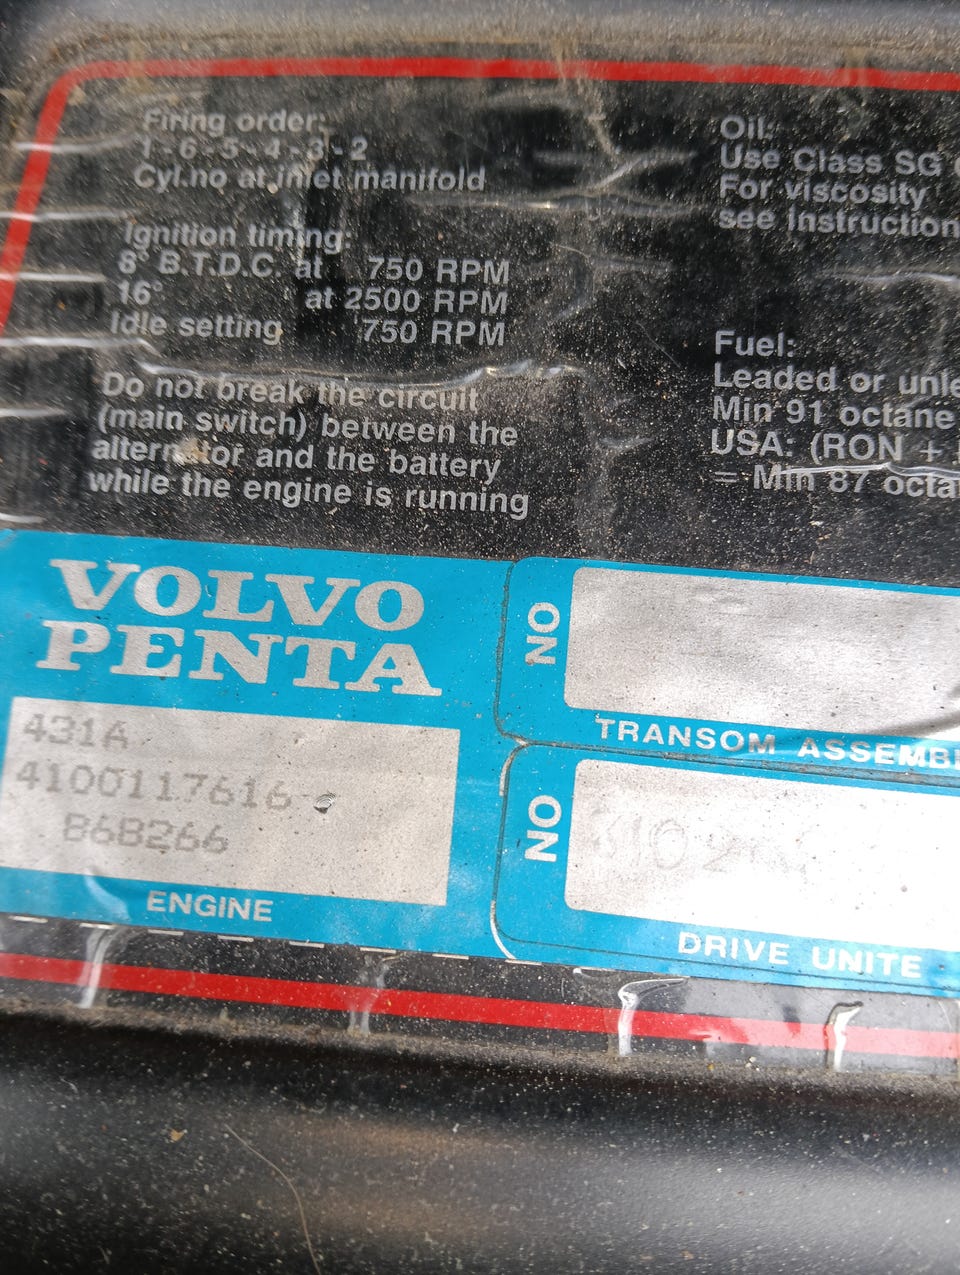 Firing order:
1 - 6 - 5 - 4 - 3 - 2
Cyl.no at inlet manifold
Ignition timing:
8° B.T.D.C. at 750 RPM
16° at 2500 RPM
Idle setting 750 RPM
Do not break the circuit
(main switch) between the
alternator and the battery
while the engine is running
Oil:
Use Class SG
For viscosity
see Instruction
Fuel:
Leaded or unle
Min 91 octane
USA: (RON +
= Min 87 octa
VOLVO
PENTA
431A
4100117616
868266
ENGINE
NO
TRANSOM ASSEMB
NO
DRIVE UNITE